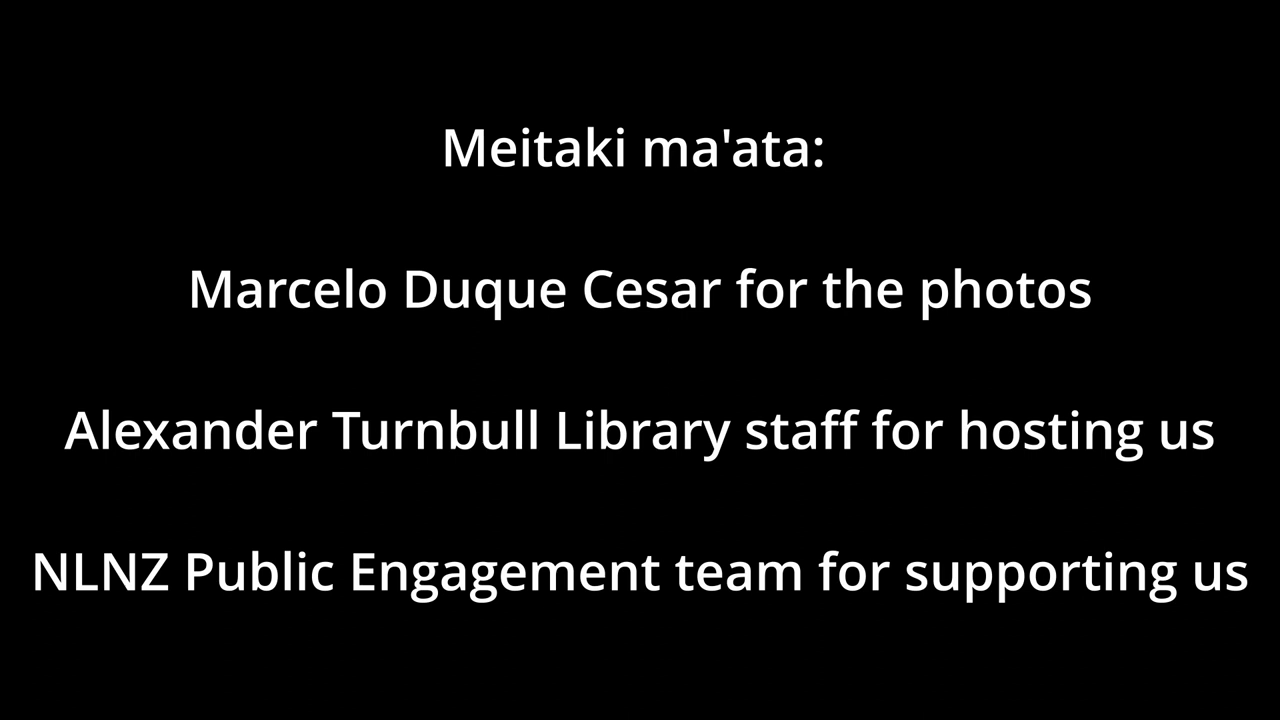 Meitaki ma'ata:
Marcelo Duque Cesar for the photos
Alexander Turnbull Library staff for hosting us
NLNZ Public Engagement team for supporting us